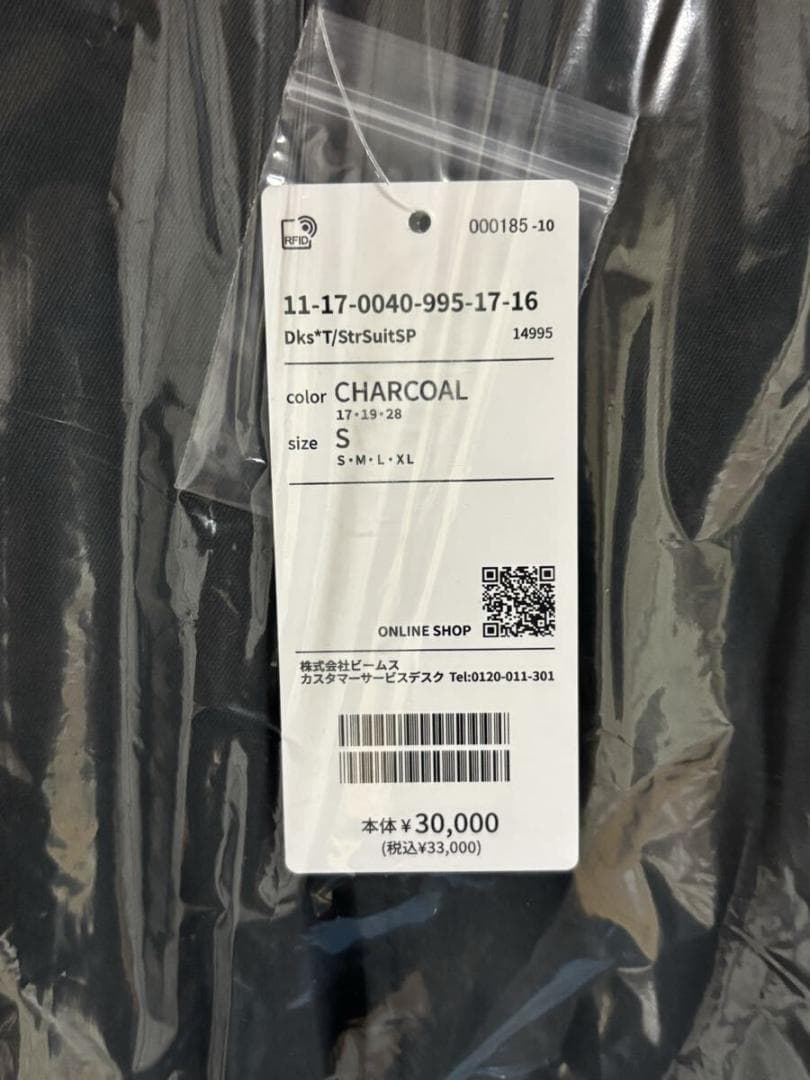 RFID
000185 -10
11-17-0040-995-17-16
Dks*T/StrSuitSP 14995
color CHARCOAL
17・19・28
size S
S・M・L・XL
ONLINE SHOP
株式会社ビームス
カスタマーサービスデスク Tel:0120-011-301
本体¥30,000
(税込¥33,000)